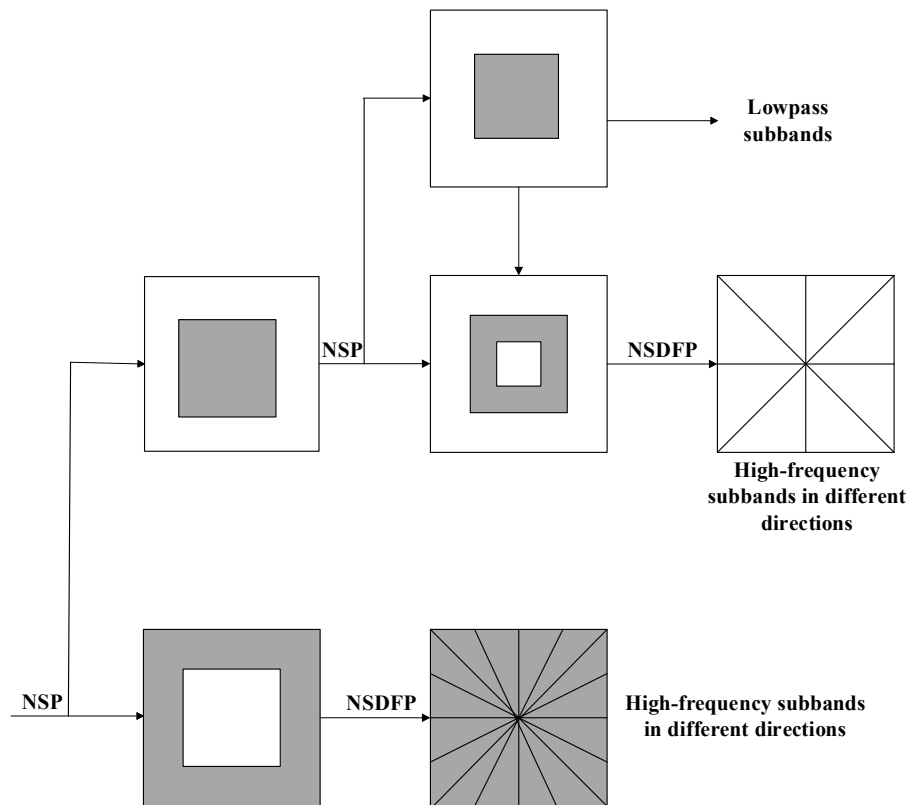 Lowpass
subbands
NSP
NSDFP
High-frequency
subbands in different
directions
NSP
NSDFP
High-frequency subbands
in different directions